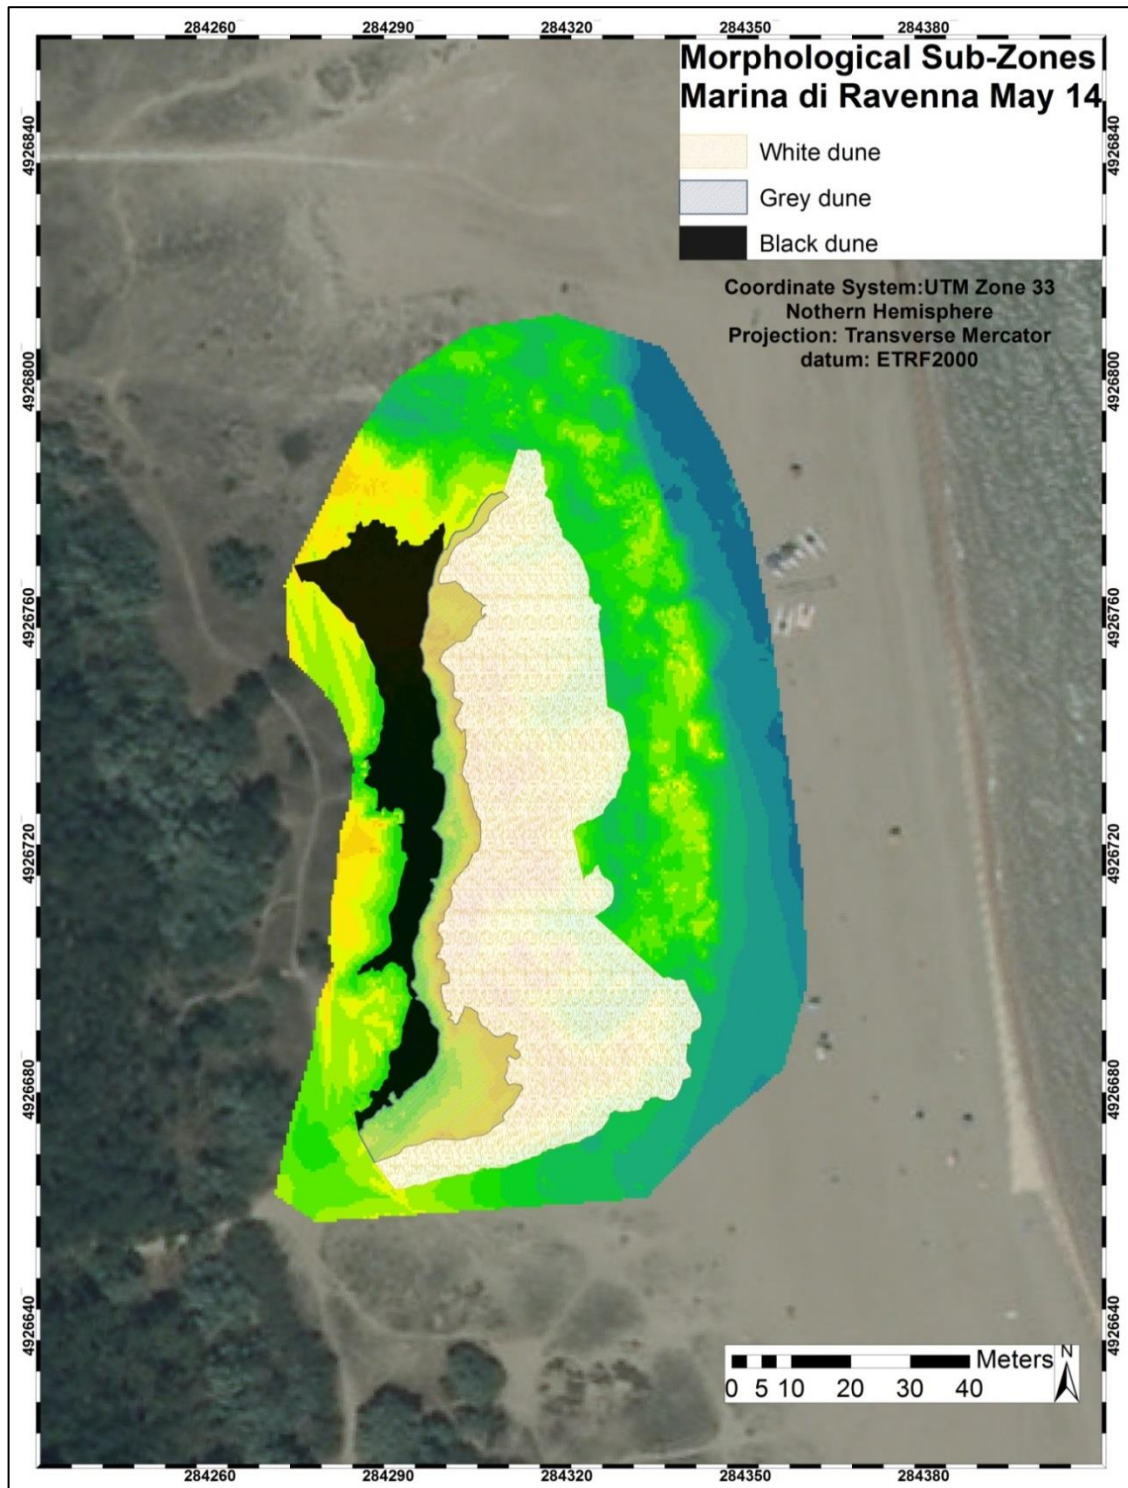 284260 284290 284320 284350 284380
Morphological Sub-Zones
Marina di Ravenna May 14
White dune
Grey dune
Black dune
Coordinate System:UTM Zone 33
Nothern Hemisphere
Projection: Transverse Mercator
datum: ETRF2000
4926840 4926840
4926800 4926800
4926760 4926760
4926720 4926720
4926680 4926680
4926640 4926640
Meters N
0 5 10 20 30 40
284260 284290 284320 284350 284380